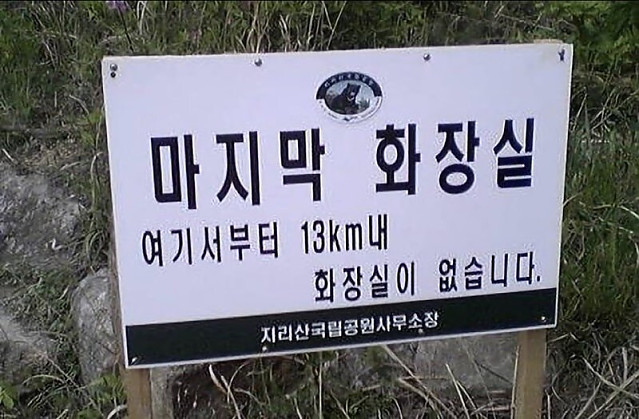 마지막 화장실
여기서부터 13km내
화장실이 없습니다.
지리산국립공원사무소장